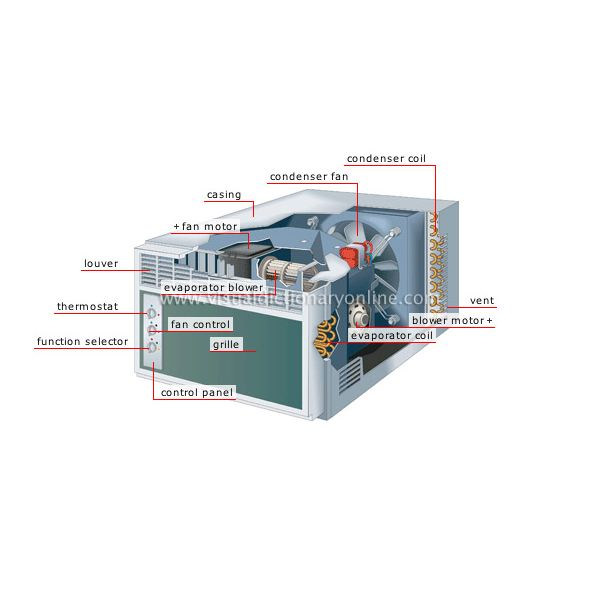 condenser coil
condenser fan
casing
+ fan motor
louver
evaporator blower
www.visualdictionaryonline.com
thermostat
vent
fan control
blower motor +
function selector
grille
evaporator coil
control panel